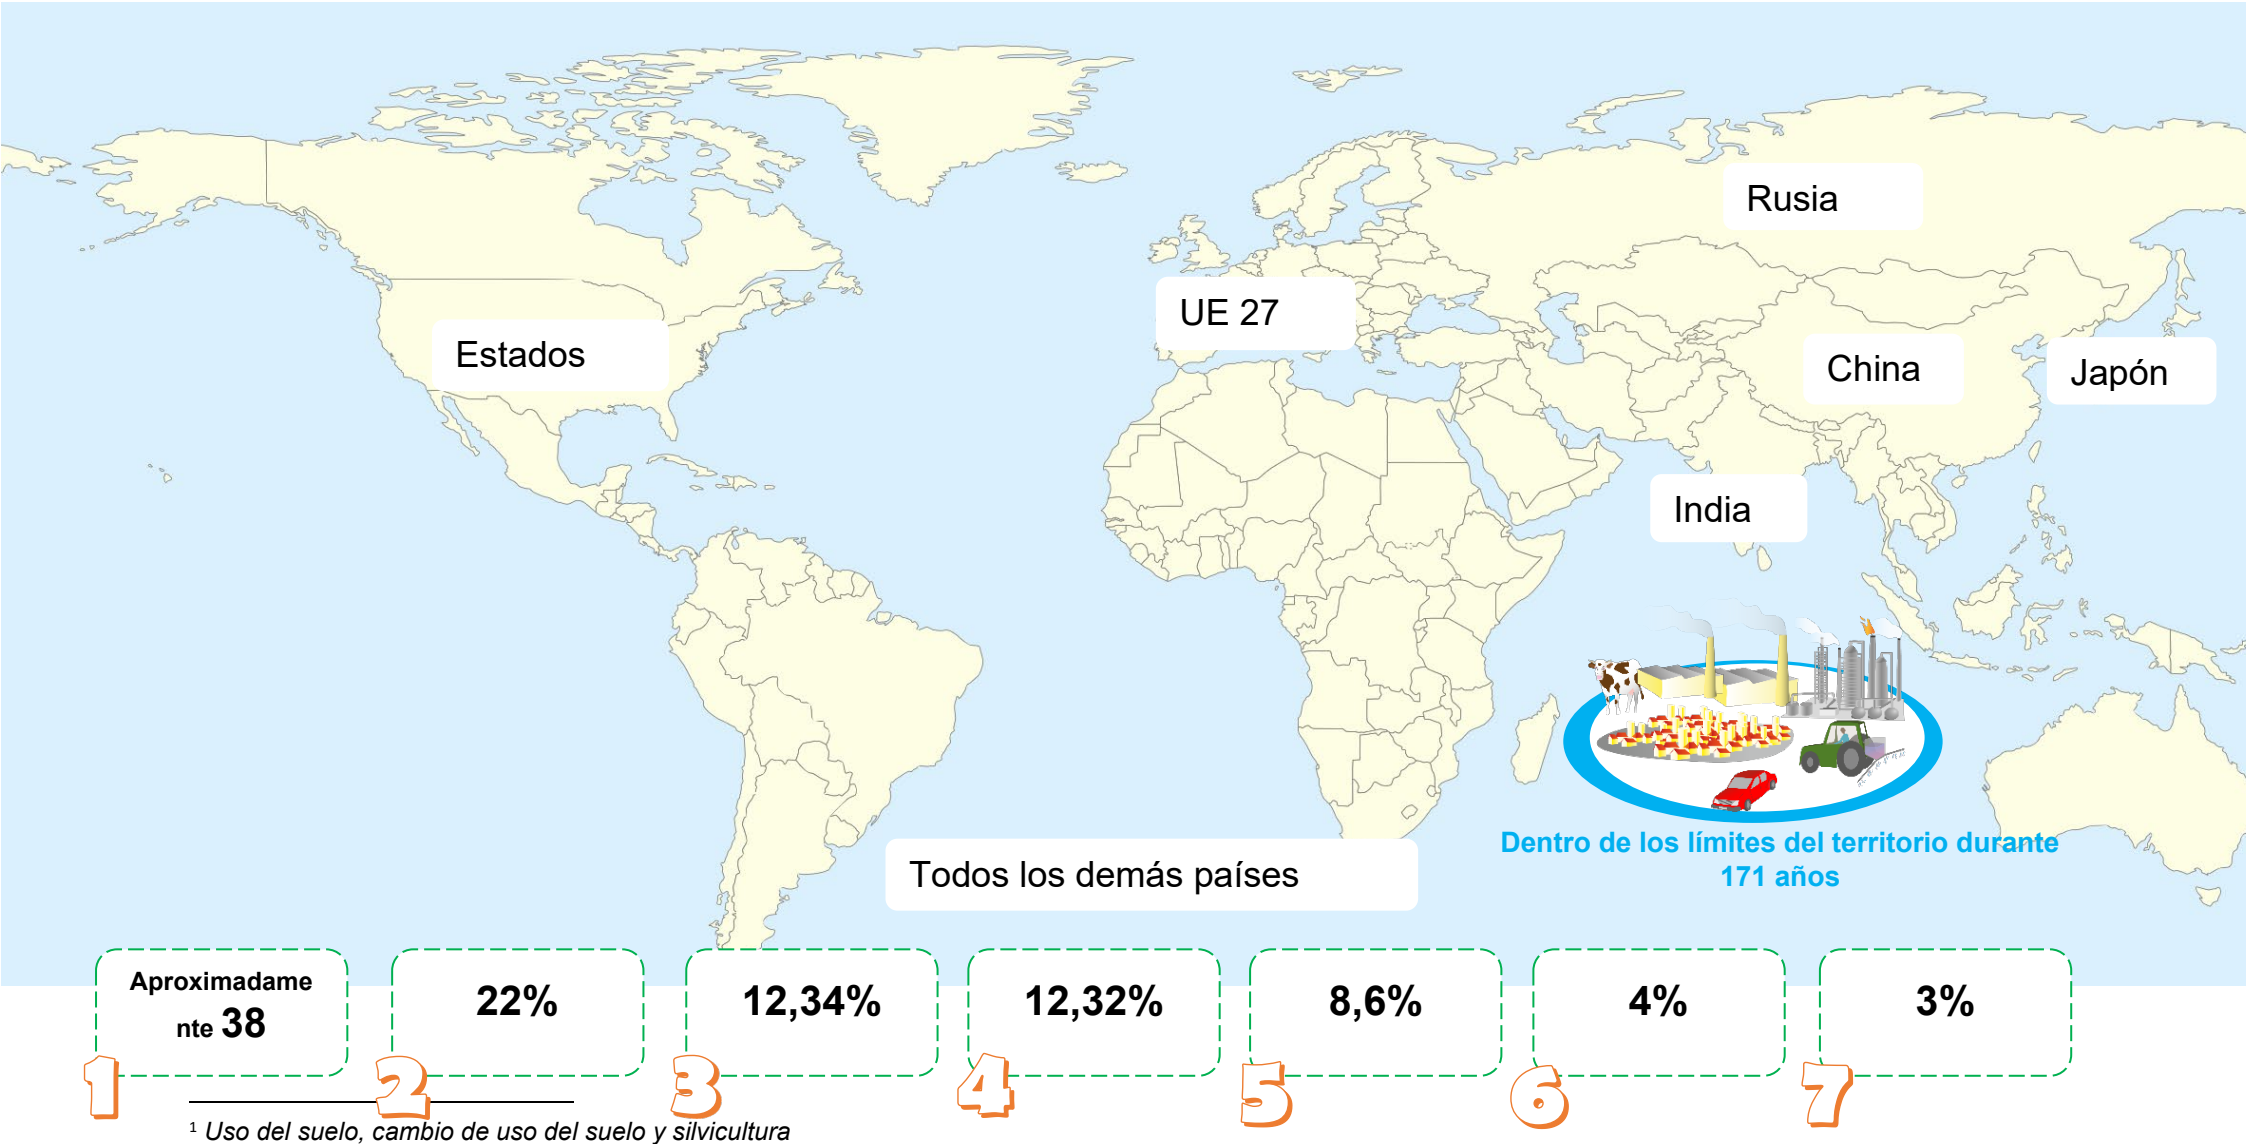 Rusia
UE 27
Estados
China
Japón
India
Dentro de los límites del territorio durante
171 años
Todos los demás países
Aproximadame
nte 38
22%
12,34%
12,32%
8,6%
4%
3%
1
2
3
4
5
6
7
¹ Uso del suelo, cambio de uso del suelo y silvicultura